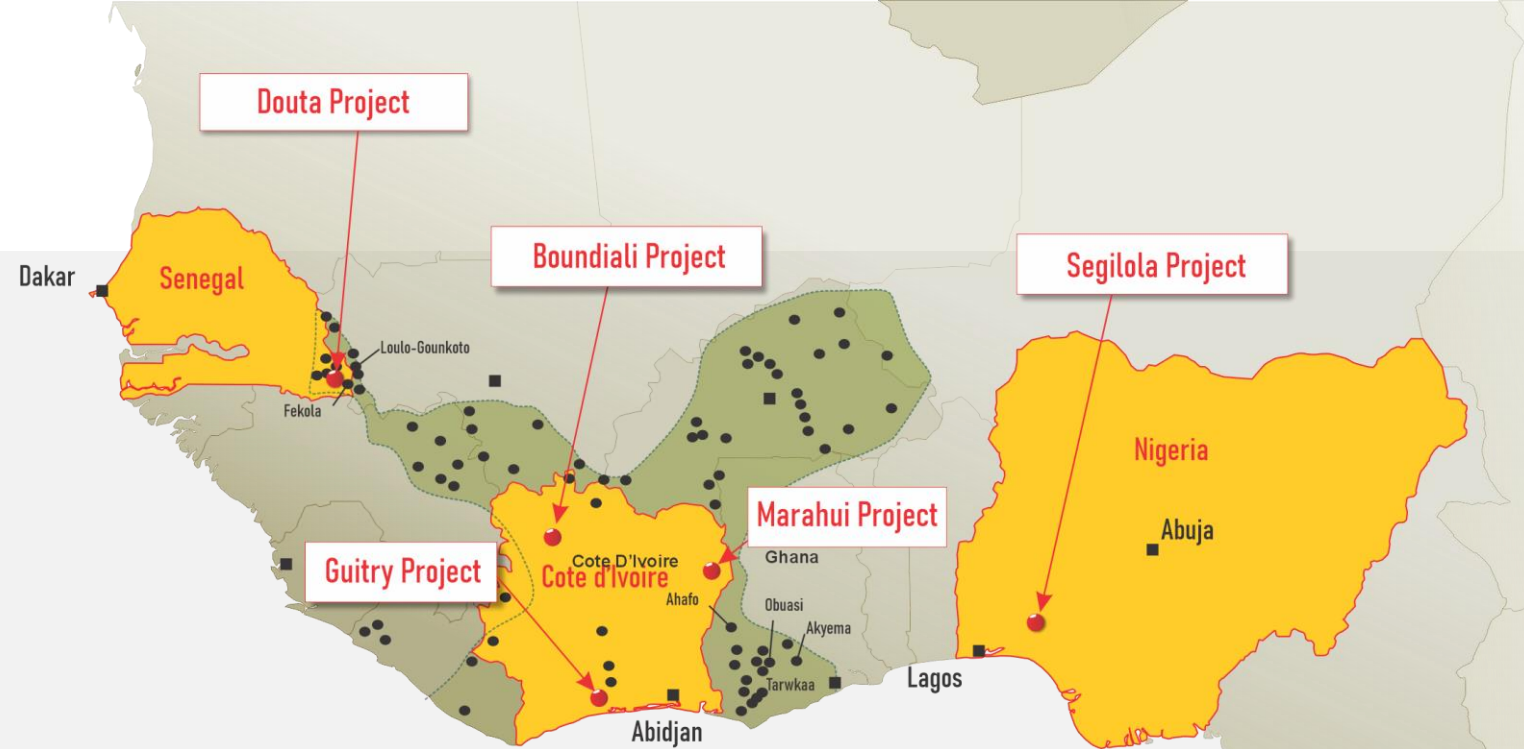 Douta Project
Boundiali Project
Segilola Project
Senegal
Dakar
Loulo-Gounkoto
Fekola
Nigeria
Marahui Project
Abuja
Ghana
Cote D'Ivoire
Cote d'Ivoire
Guitry Project
Ahafo
Obuasi
Akyema
Tarwkaa
Lagos
Abidjan